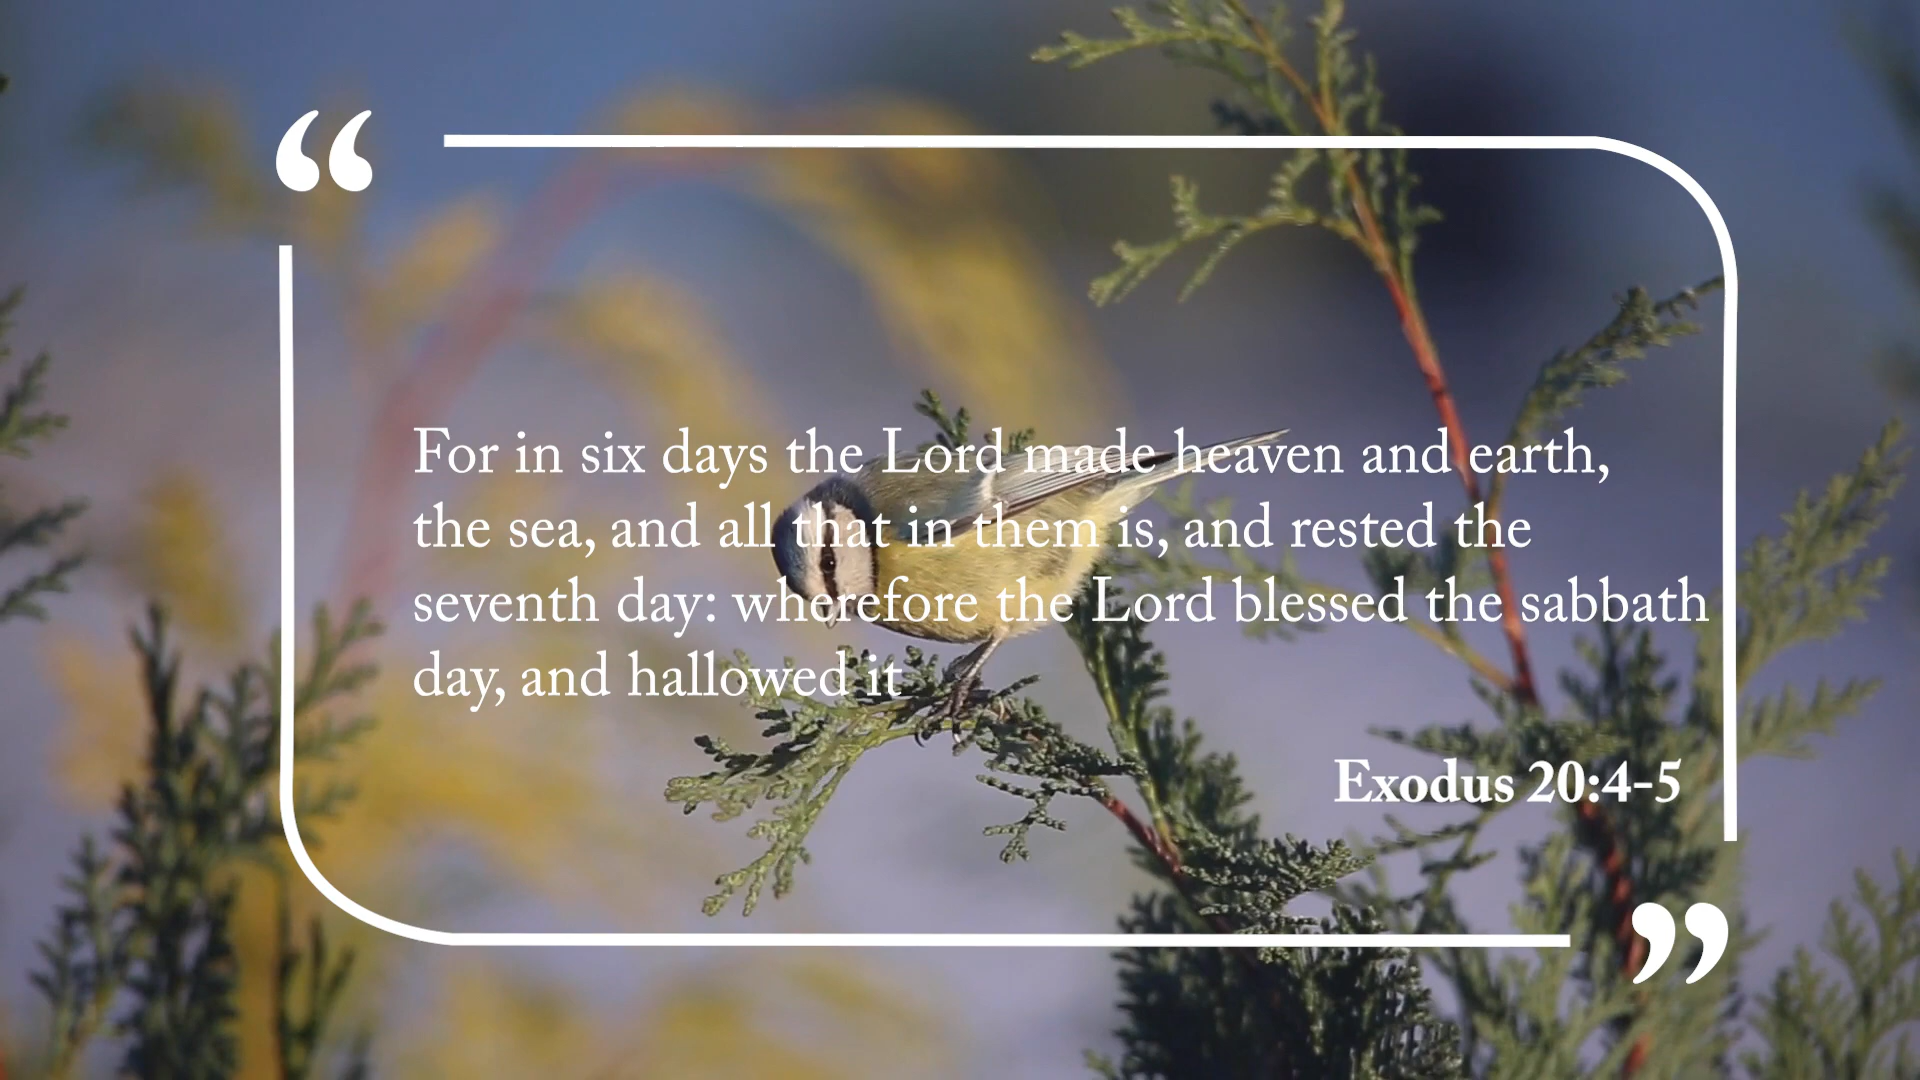 “
For in six days the Lord made heaven and earth,
the sea, and all that in them is, and rested the
seventh day: wherefore the Lord blessed the sabbath
day, and hallowed it
Exodus 20:4-5
”